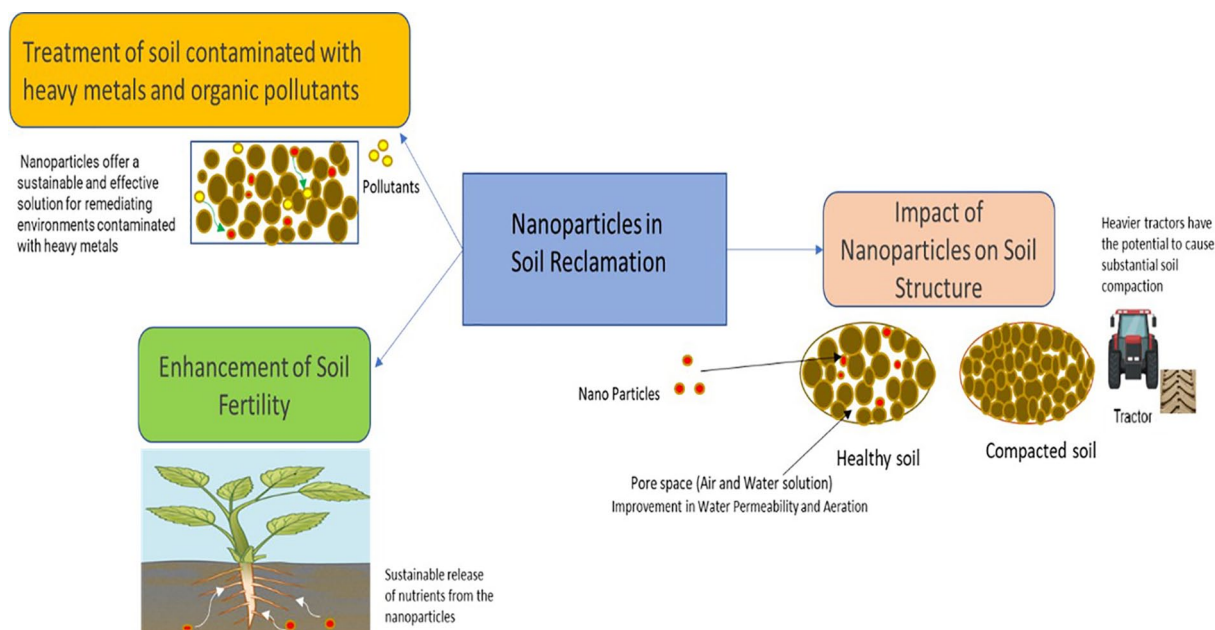 Treatment of soil contaminated with
heavy metals and organic pollutants
Nanoparticles offer a
sustainable and effective
solution for remediating
environments contaminated
with heavy metals
Pollutants
Nanoparticles in
Soil Reclamation
Impact of
Nanoparticles on Soil
Structure
Heavier tractors have
the potential to cause
substantial soil
compaction
Enhancement of Soil
Fertility
Nano Particles
Healthy soil
Compacted soil
Tractor
Pore space (Air and Water solution)
Improvement in Water Permeability and Aeration
Sustainable release
of nutrients from the
nanoparticles